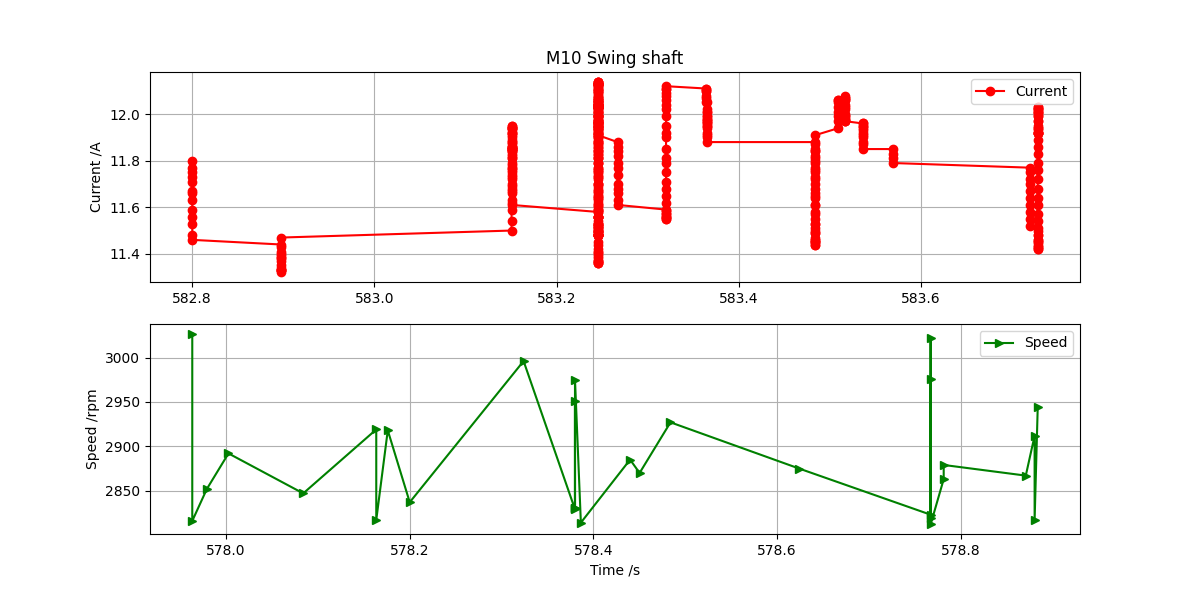 M10 Swing shaft
Current /A
12.0
11.8
11.6
11.4
Current
582.8 583.0 583.2 583.4 583.6
Speed /rpm
3000
2950
2900
2850
Speed
578.0 578.2 578.4 578.6 578.8
Time /s